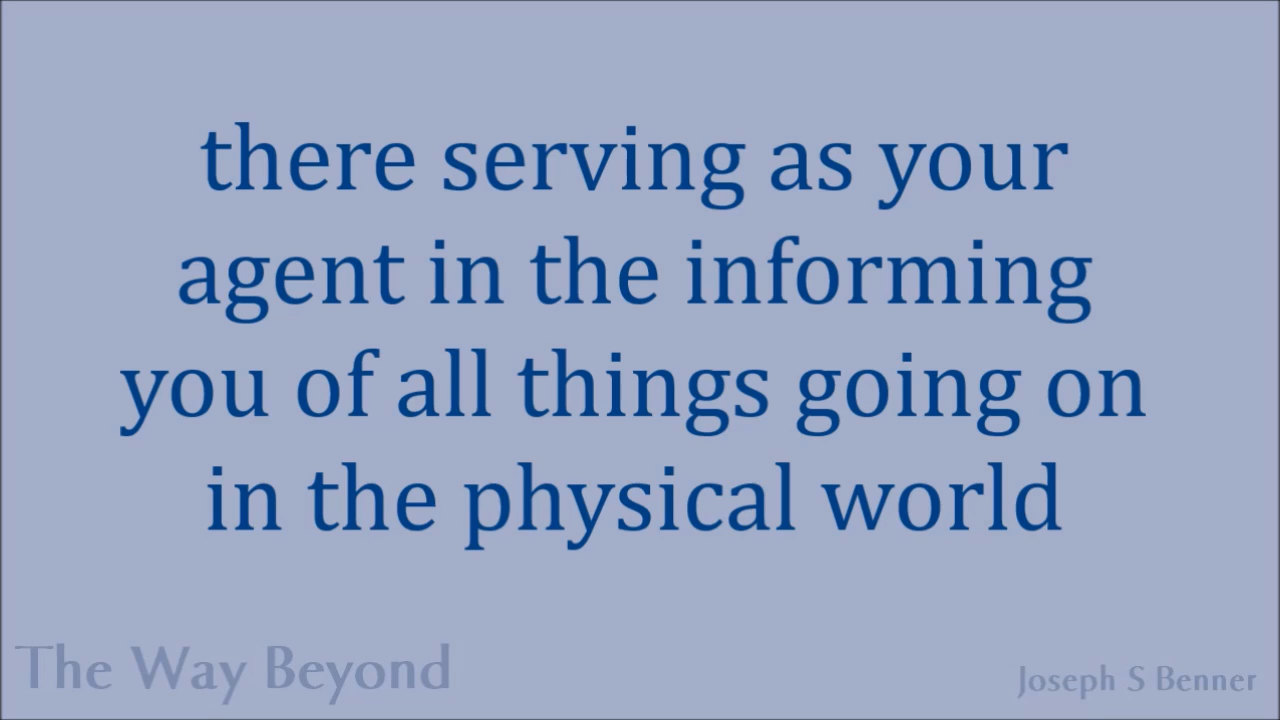 there serving as your
agent in the informing
you of all things going on
in the physical world
The Way Beyond
Joseph S Benner